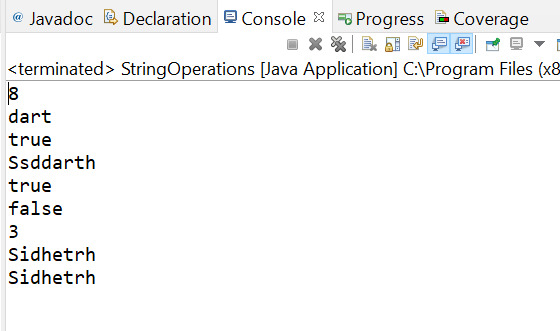 @ Javadoc Declaration Console Progress Coverage
<terminated> StringOperations [Java Application] C:\Program Files (x8
8
dart
true
Ssddarth
true
false
3
Sidhetrh
Sidhetrh